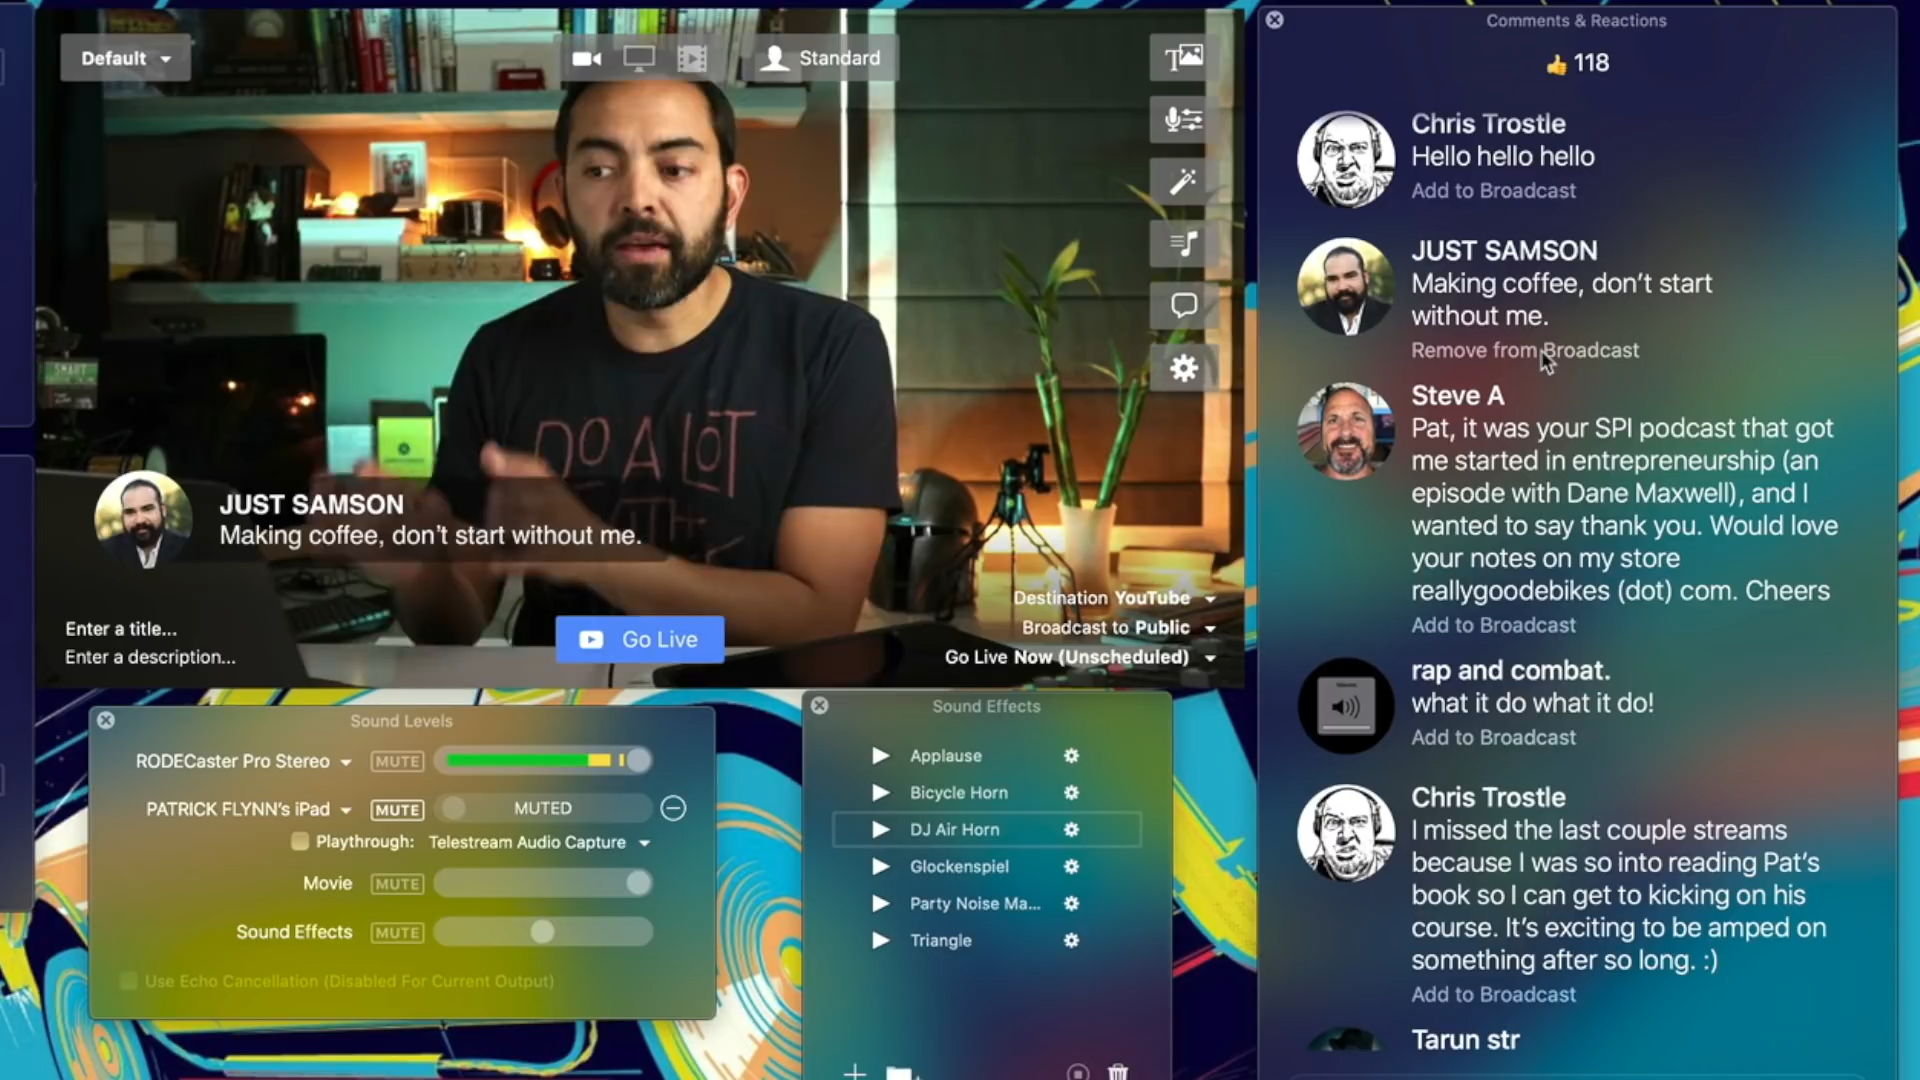 Default
Standard
SMART
DO A LOT
JUST SAMSON
Making coffee, don't start without me.
Enter a title...
Enter a description...
Go Live
Destination YouTube
Broadcast to Public
Go Live Now (Unscheduled)
Sound Levels
RODECaster Pro Stereo MUTE
PATRICK FLYNN's iPad MUTE MUTED
Playthrough: Telestream Audio Capture
Movie MUTE
Sound Effects MUTE
Use Echo Cancellation (Disabled For Current Output)
Sound Effects
Applause
Bicycle Horn
DJ Air Horn
Glockenspiel
Party Noise Ma...
Triangle
Comments & Reactions
118
Chris Trostle
Hello hello hello
Add to Broadcast
JUST SAMSON
Making coffee, don't start
without me.
Remove from Broadcast
Steve A
Pat, it was your SPI podcast that got
me started in entrepreneurship (an
episode with Dane Maxwell), and I
wanted to say thank you. Would love
your notes on my store
reallygoodebikes (dot) com. Cheers
Add to Broadcast
rap and combat.
what it do what it do!
Add to Broadcast
Chris Trostle
I missed the last couple streams
because I was so into reading Pat's
book so I can get to kicking on his
course. It's exciting to be amped on
something after so long. :)
Add to Broadcast
Tarun str